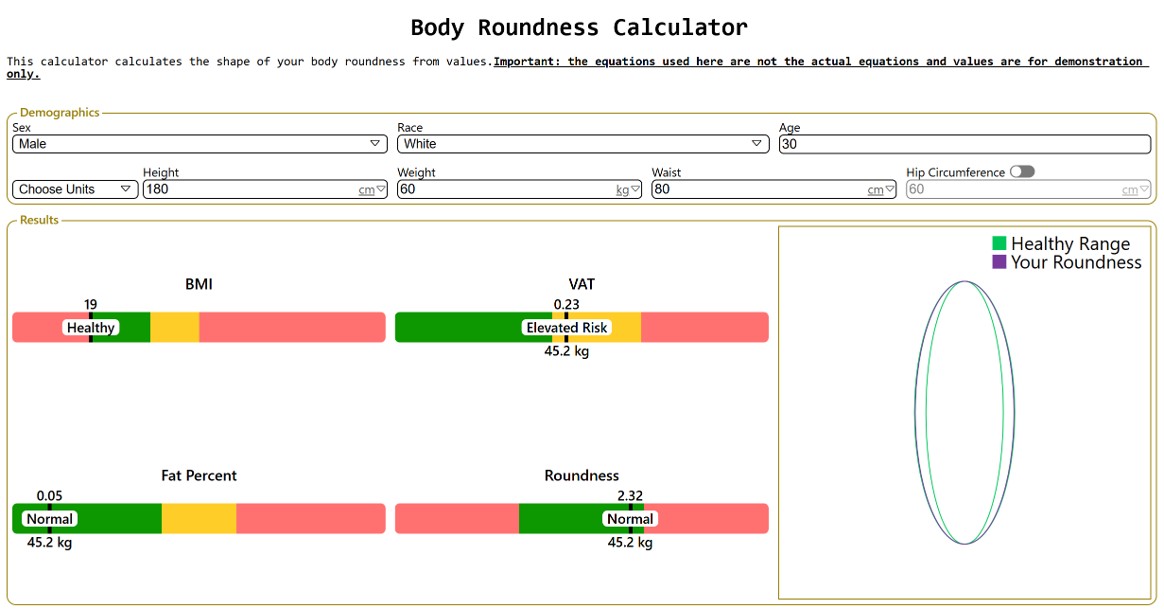 Body Roundness Calculator
This calculator calculates the shape of your body roundness from values.Important: the equations used here are not the actual equations and values are for demonstration
only.
Demographics
Sex
Race
Age
Male
White
30
Height
Weight
Waist
Hip Circumference
Choose Units
180
cm
60
kg
80
cm
60
cm
Results
BMI
19
Healthy
VAT
0.23
Elevated Risk
45.2 kg
Fat Percent
0.05
Normal
45.2 kg
Roundness
2.32
Normal
45.2 kg
Healthy Range
Your Roundness